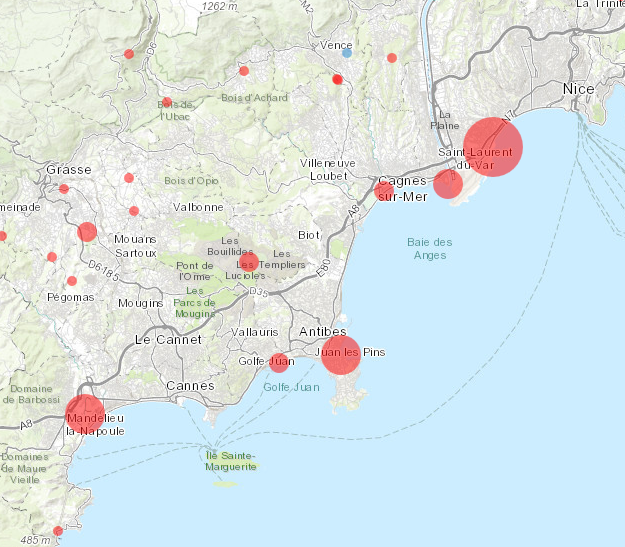 La Trinité
1262 m
D6
Vence
Nice
Bois d'Achard
Bois de
l'Ubac
La
Plaine
N7
Saint-Laurent
du-Var
Villeneuve
Loubet
Grasse
Bois d'Opio
Cagnes
sur-Mer
Valbonne
A8
Mouans
Sartoux
Les
Bouillides
Biot
Baie des
Anges
Les
Templiers
Pont de
l'Orme
Les
Lucioles
E80
D6185
D35
Pégomas
Mougins
Les
Parcs de
Mougins
Vallauris
Antibes
Le Cannet
Golfe Juan
Juan les Pins
Cannes
Golfe Juan
Domaine
de Barbossi
Mandelieu
la-Napoule
A8
Domaines
de Maure
Vieille
Île Sainte-
Marguerite
485 m